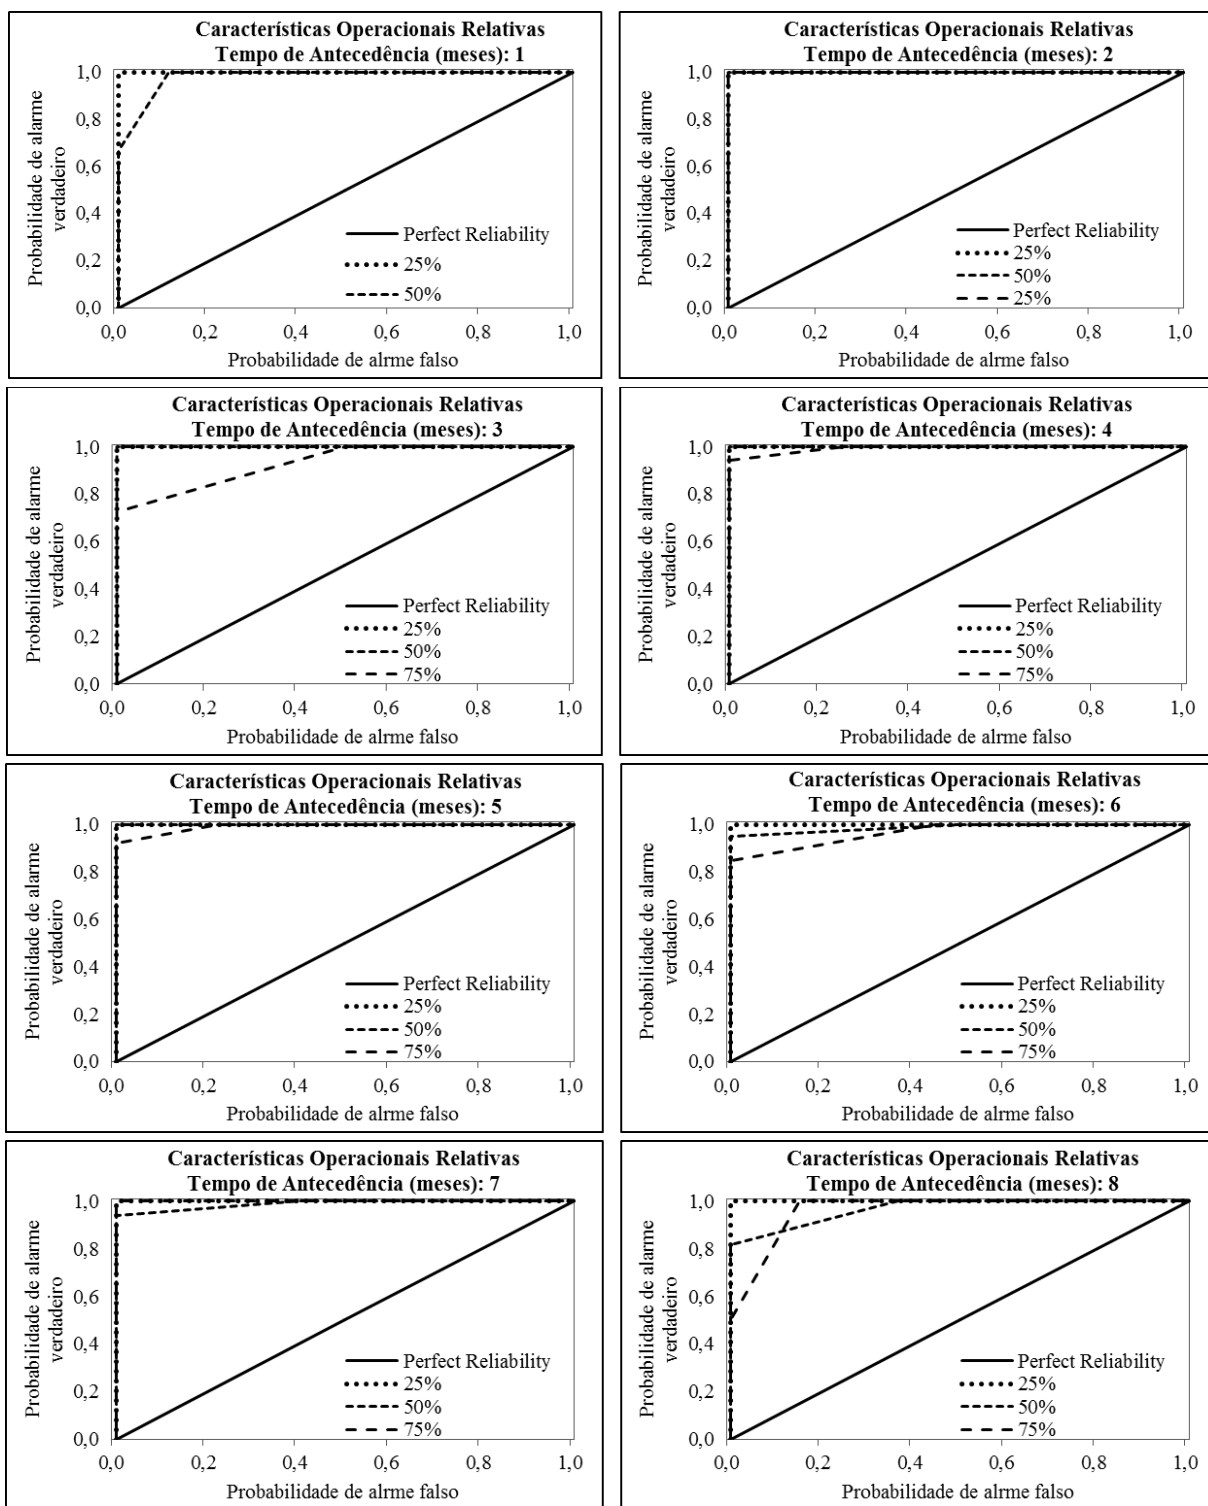 Características Operacionais Relativas
Tempo de Antecedência (meses): 1
Probabilidade de alarme
verdadeiro
1,0
0,8
0,6
0,4
0,2
0,0
Perfect Reliability
25%
50%
0,0 0,2 0,4 0,6 0,8 1,0
Probabilidade de alrme falso
Características Operacionais Relativas
Tempo de Antecedência (meses): 2
Probabilidade de alarme
verdadeiro
1,0
0,8
0,6
0,4
0,2
0,0
Perfect Reliability
25%
50%
25%
0,0 0,2 0,4 0,6 0,8 1,0
Probabilidade de alrme falso
Característícas Operacionais Relativas
Tempo de Antecedência (meses): 3
Probabilidade de alarme
verdadeiro
1,0
0,8
0,6
0,4
0,2
0,0
Perfect Reliability
25%
50%
75%
0,0 0,2 0,4 0,6 0,8 1,0
Probabilidade de alrme falso
Característícas Operacionais Relativas
Tempo de Antecedência (meses): 4
Probabilidade de alarme
verdadeiro
1,0
0,8
0,6
0,4
0,2
0,0
Perfect Reliability
25%
50%
75%
0,0 0,2 0,4 0,6 0,8 1,0
Probabilidade de alrme falso
Característícas Operacionais Relativas
Tempo de Antecedência (meses): 5
Probabilidade de alarme
verdadeiro
1,0
0,8
0,6
0,4
0,2
0,0
Perfect Reliability
25%
50%
75%
0,0 0,2 0,4 0,6 0,8 1,0
Probabilidade de alrme falso
Característícas Operacionais Relativas
Tempo de Antecedência (meses): 6
Probabilidade de alarme
verdadeiro
1,0
0,8
0,6
0,4
0,2
0,0
Perfect Reliability
25%
50%
75%
0,0 0,2 0,4 0,6 0,8 1,0
Probabilidade de alrme falso
Característícas Operacionais Relativas
Tempo de Antecedência (meses): 7
Probabilidade de alarme
verdadeiro
1,0
0,8
0,6
0,4
0,2
0,0
Perfect Reliability
25%
50%
75%
0,0 0,2 0,4 0,6 0,8 1,0
Probabilidade de alrme falso
Característícas Operacionais Relativas
Tempo de Antecedência (meses): 8
Probabilidade de alarme
verdadeiro
1,0
0,8
0,6
0,4
0,2
0,0
Perfect Reliability
25%
50%
75%
0,0 0,2 0,4 0,6 0,8 1,0
Probabilidade de alrme falso